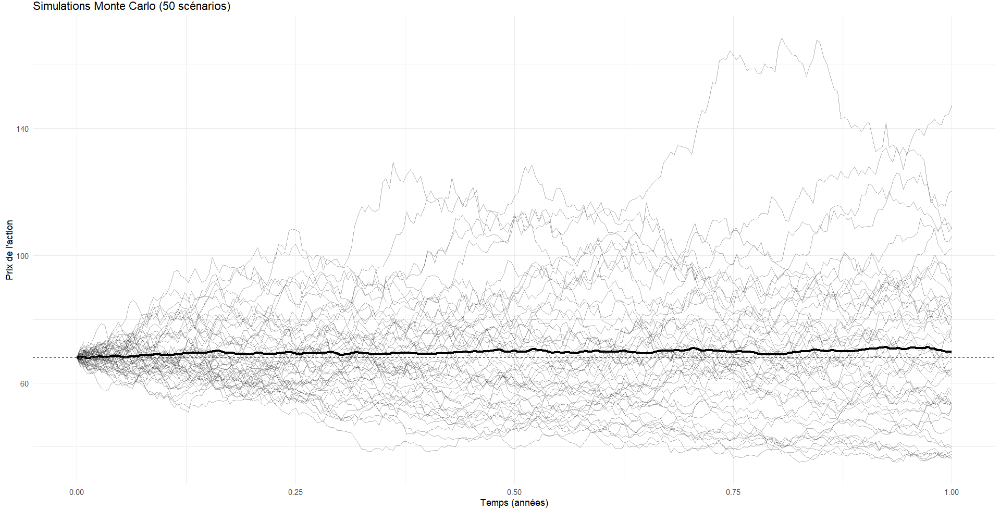 Simulations Monte Carlo (50 scénarios)
Prix de l'action
140
100
60
0.00
0.25
0.50
0.75
1.00
Temps (années)